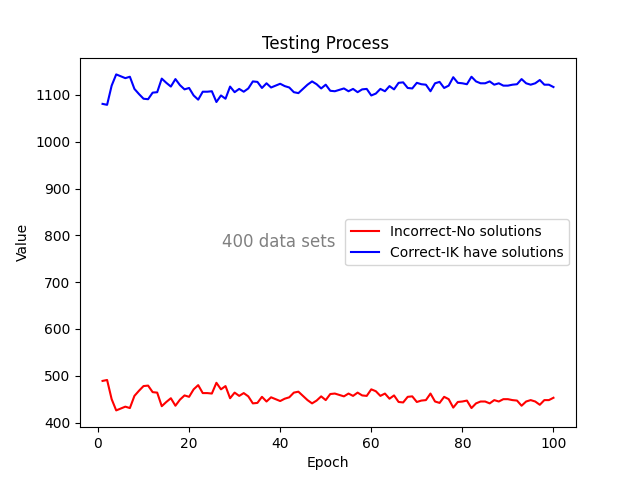 Testing Process
Value
1100
1000
900
800
700
600
500
400
400 data sets
Incorrect-No solutions
Correct-IK have solutions
0 20 40 60 80 100
Epoch